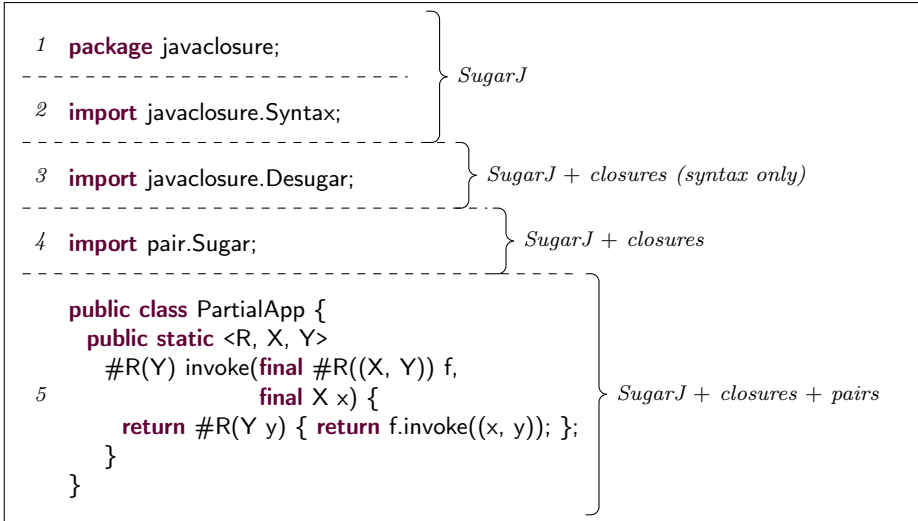 1 package javaclosure;
SugarJ
2 import javaclosure.Syntax;
3 import javaclosure.Desugar;
SugarJ + closures (syntax only)
4 import pair.Sugar;
SugarJ + closures
public class PartialApp {
public static <R, X, Y>
#R(Y) invoke(final #R((X, Y)) f,
5 final X x) {
SugarJ + closures + pairs
return #R(Y y) { return f.invoke((x, y)); };
}
}